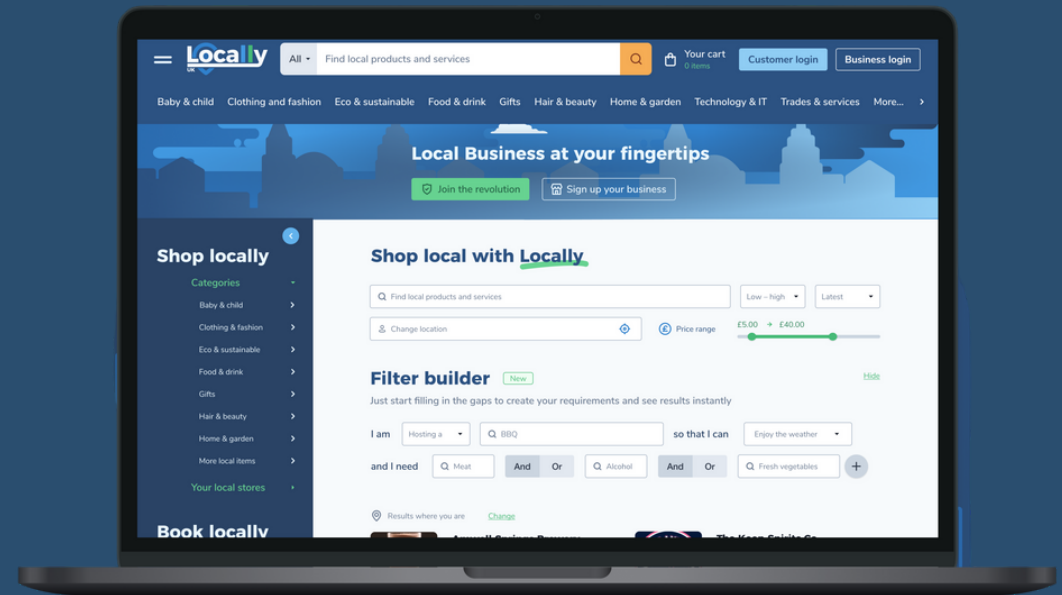 Locally
UK
All
Find local products and services
Your cart
0 items
Customer login
Business login
Baby & child Clothing and fashion Eco & sustainable Food & drink Gifts Hair & beauty Home & garden Technology & IT Trades & services More...
Local Business at your fingertips
Join the revolution
Sign up your business
Shop locally
Categories
Baby & child
Clothing & fashion
Eco & sustainable
Food & drink
Gifts
Hair & beauty
Home & garden
More local items
Your local stores
Book locally
Shop local with Locally
Find local products and services
Low – high
Latest
Change location
£ Price range
£5.00 → £40.00
Filter builder New
Hide
Just start filling in the gaps to create your requirements and see results instantly
I am Hosting a BBQ so that I can Enjoy the weather
and I need Meat And Or Alcohol And Or Fresh vegetables +
Results where you are Change